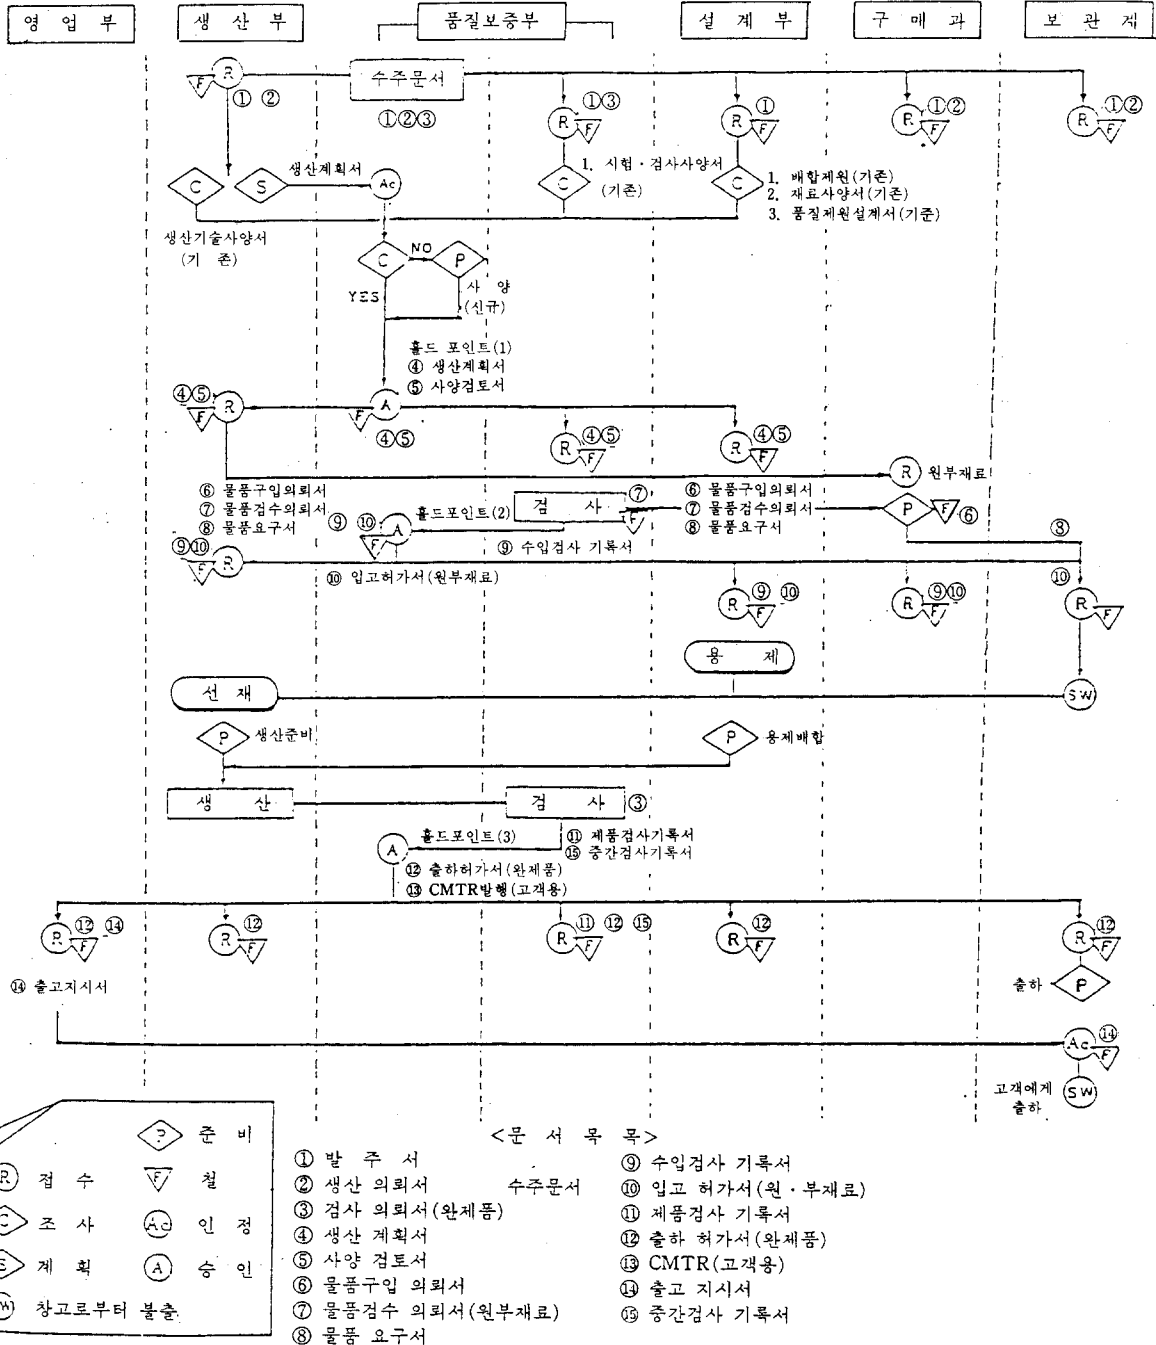 영 업 부
생 산 부
품질보증부
설 계 부
구 매 과
보 관 제
R
F
① ②
수주문서
①②③
R
F
①③
R
F
①
R
F
①②
R
F
①②
C
S
생산계획서
Ac
1. 시험·검사사양서
(기존)
C
C
1. 배합제원(기존)
2. 재료사양서(기존)
3. 품질제원설계서(기준)
생산기술사양서
(기 존)
C
NO
P
YES
사 양
(신규)
홀드 포인트(1)
④ 생산계획서
⑤ 사양검토서
④⑤
F
R
F
A
④⑤
R
F
④⑤
R
F
④⑤
R
원부재료
⑥ 물품구입의뢰서
⑦ 물품검수의뢰서
⑧ 물품요구서
홀드포인트(2)
검 사
⑦
F
⑥ 물품구입의뢰서
⑦ 물품검수의뢰서
⑧ 물품요구서
P
F
⑥
⑧
⑨ ⑩
F
A
⑨ 수입검사 기록서
⑨⑩
F
R
⑩ 입고허가서(원부재료)
R
F
⑨ ⑩
R
F
⑨⑩
⑩
R
F
용 제
선 재
SW
P
생산준비
P
용제배합
생 산
검 사
③
홀드포인트(3)
A
⑪ 제품검사기록서
⑮ 중간검사기록서
⑫ 출하허가서(완제품)
⑬ CMTR발행(고객용)
R
F
⑫ ⑭
R
F
⑫
R
F
⑪ ⑫ ⑮
R
F
⑫
R
F
⑫
⑭ 출고지시서
출하
P
Ac
F
⑭
고객에게
출하
SW
P 준 비
R 접 수
F 철
C 조 사
Ac 인 정
S 계 획
A 승 인
W 창고로부터 불출
<문 서 목 록>
① 발 주 서
② 생산 의뢰서 수주문서
③ 검사 의뢰서(완제품)
④ 생산 계획서
⑤ 사양 검토서
⑥ 물품구입 의뢰서
⑦ 물품검수 의뢰서(원부재료)
⑧ 물품 요구서
⑨ 수입검사 기록서
⑩ 입고 허가서(원·부재료)
⑪ 제품검사 기록서
⑫ 출하 허가서(완제품)
⑬ CMTR(고객용)
⑭ 출고 지시서
⑮ 중간검사 기록서